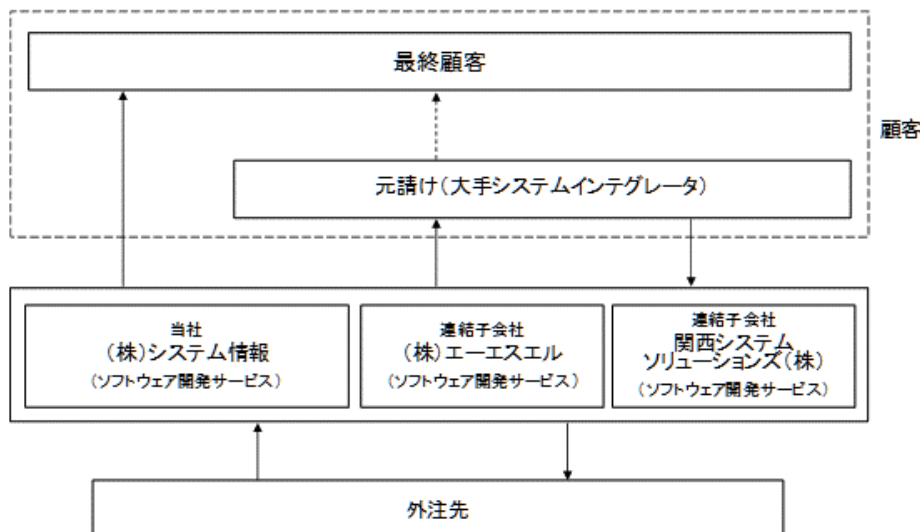 最終顧客
顧客
元請け(大手システムインテグレータ)
当社
(株)システム情報
(ソフトウェア開発サービス)
連結子会社
(株)エーエスエル
(ソフトウェア開発サービス)
連結子会社
関西システム
ソリューションズ(株)
(ソフトウェア開発サービス)
外注先